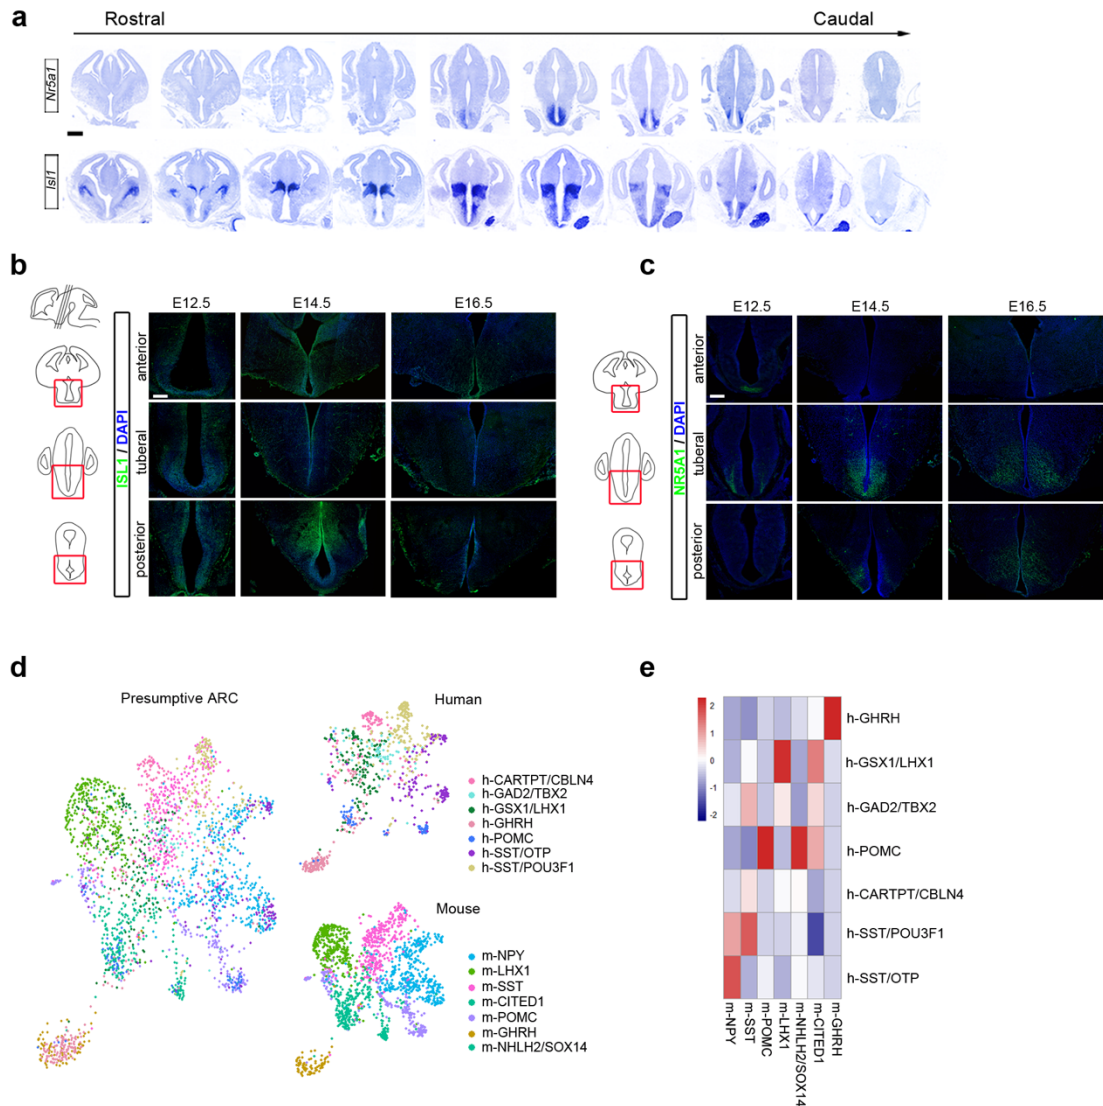 a
Rostral
Caudal
Nr5a1
Isl1
b
c
E12.5
E14.5
E16.5
E12.5
E14.5
E16.5
ISL1 / DAPI
anterior
tuberal
posterior
NR5A1 / DAPI
anterior
tuberal
posterior
d
e
Presumptive ARC
Human
h-CARTPT/CBLN4
h-GAD2/TBX2
h-GSX1/LHX1
h-GHRH
h-POMC
h-SST/OTP
h-SST/POU3F1
Mouse
m-NPY
m-LHX1
m-SST
m-CITED1
m-POMC
m-GHRH
m-NHLH2/SOX14
2
1
0
-1
-2
h-GHRH
h-GSX1/LHX1
h-GAD2/TBX2
h-POMC
h-CARTPT/CBLN4
h-SST/POU3F1
h-SST/OTP
m-NPY
m-SST
m-POMC
m-LHX1
m-NHLH2/SOX14
m-CITED1
m-GHRH